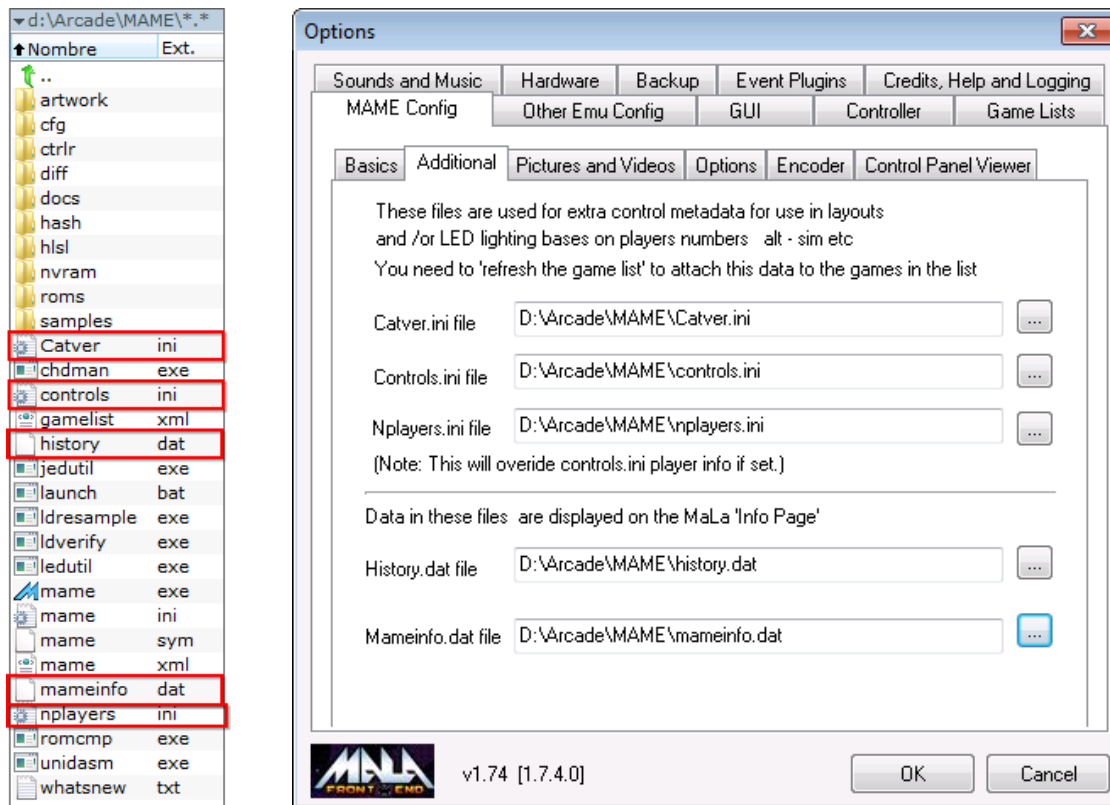 d:\Arcade\MAME\*.*
Nombre Ext.
..
artwork
cfg
ctrlr
diff
docs
hash
hlsl
nvram
roms
samples
Catver ini
chdman exe
controls ini
gamelist xml
history dat
jedutil exe
launch bat
ldresample exe
ldverify exe
ledutil exe
mame exe
mame ini
mame sym
mame xml
mameinfo dat
nplayers ini
romcmp exe
unidasm exe
whatsnew txt
Options
Sounds and Music Hardware Backup Event Plugins Credits, Help and Logging
MAME Config Other Emu Config GUI Controller Game Lists
Basics Additional Pictures and Videos Options Encoder Control Panel Viewer
These files are used for extra control metadata for use in layouts
and /or LED lighting bases on players numbers alt - sim etc
You need to 'refresh the game list' to attach this data to the games in the list
Catver.ini file D:\Arcade\MAME\Catver.ini ...
Controls.ini file D:\Arcade\MAME\controls.ini ...
Nplayers.ini file D:\Arcade\MAME\nplayers.ini ...
(Note: This will overide controls.ini player info if set.)
Data in these files are displayed on the MaLa 'Info Page'
History.dat file D:\Arcade\MAME\history.dat ...
Mameinfo.dat file D:\Arcade\MAME\mameinfo.dat ...
MALA
FRONT END
v1.74 [1.7.4.0]
OK Cancel